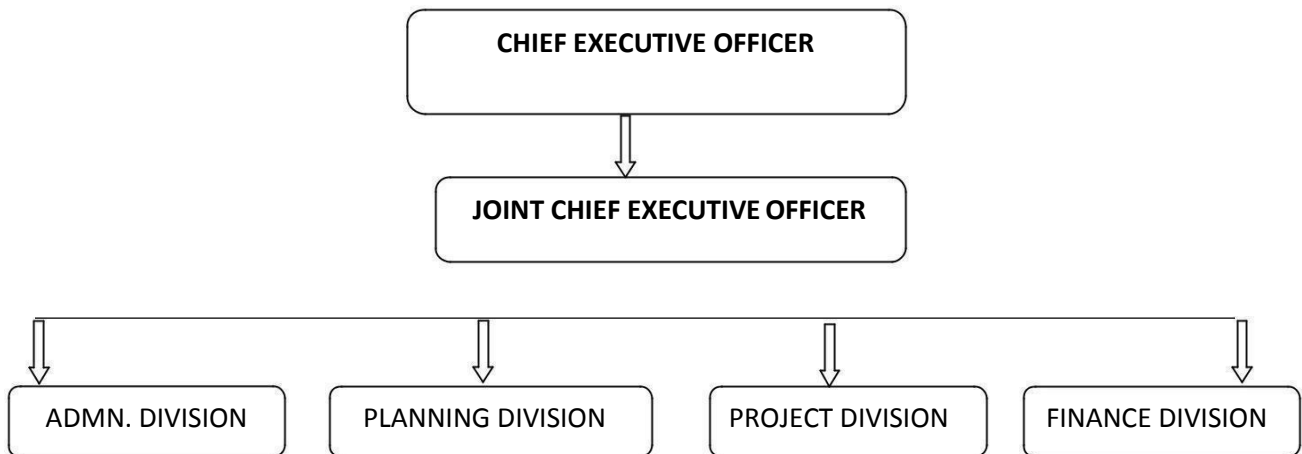 CHIEF EXECUTIVE OFFICER
JOINT CHIEF EXECUTIVE OFFICER
ADMN. DIVISION
PLANNING DIVISION
PROJECT DIVISION
FINANCE DIVISION